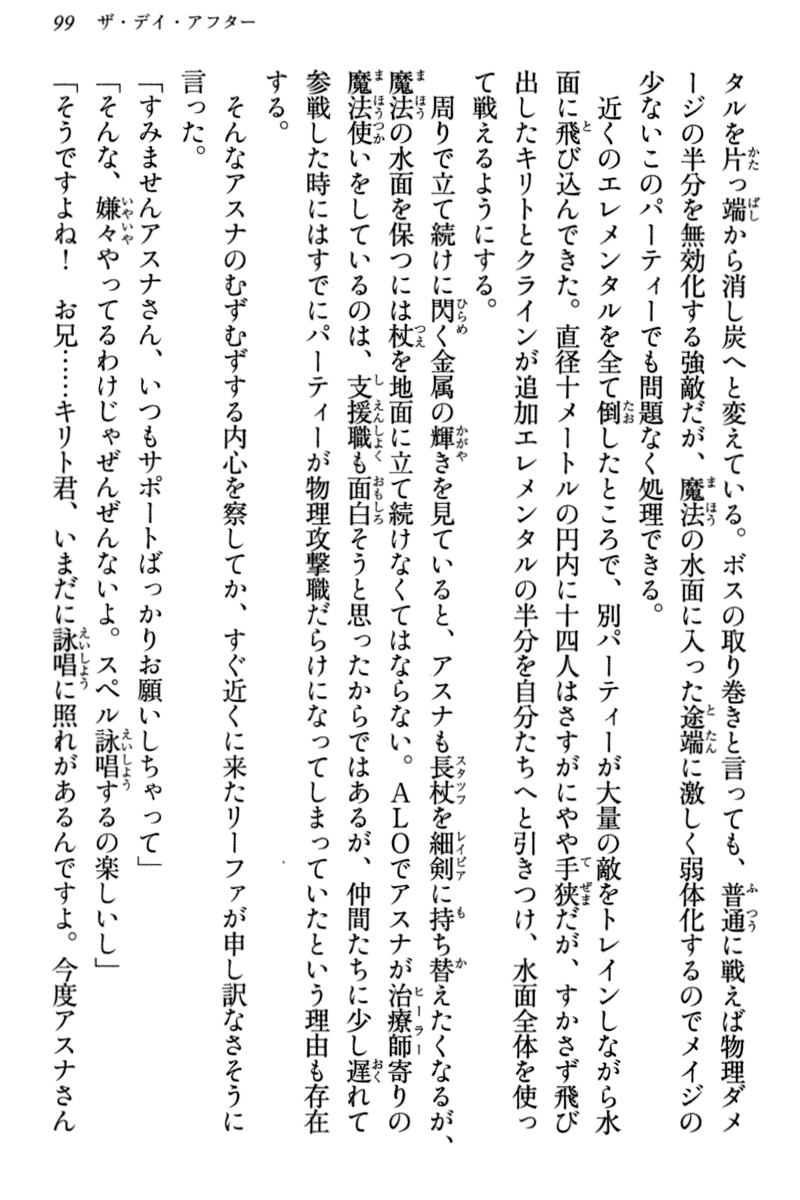 99 ザ・デイ・アフター
タルを片っ端から消し炭へと変えている。ボスの取り巻きと言っても、普通に戦えば物理ダメ
ージの半分を無効化する強敵だが、魔法の水面に入った途端に激しく弱体化するのでメイジの
少ないこのパーティーでも問題なく処理できる。
近くのエレメンタルを全て倒したところで、別パーティーが大量の敵をトレインしながら水
面に飛び込んできた。直径十メートルの円内に十四人はさすがにやや手狭だが、すかさず飛び
出したキリトとクラインが追加エレメンタルの半分を自分たちへと引きつけ、水面全体を使っ
て戦えるようにする。
周りで立て続けに閃く金属の輝きを見ていると、アスナも長杖を細剣に持ち替えたくなるが、
魔法の水面を保つには杖を地面に立て続けなくてはならない。ALOでアスナが治療師寄りの
魔法使いをしているのは、支援職も面白そうと思ったからではあるが、仲間たちに少し遅れて
参戦した時にはすでにパーティーが物理攻撃職だらけになってしまっていたという理由も存在
する。
そんなアスナのむずむずする内心を察してか、すぐ近くに来たリーファが申し訳なさそうに
言った。
「すみませんアスナさん、いつもサポートばっかりお願いしちゃって」
「そんな、嫌々やってるわけじゃぜんぜんないよ。スペル詠唱するの楽しいし」
「そうですよね！　お兄……キリト君、いまだに詠唱に照れがあるんですよ。今度アスナさん